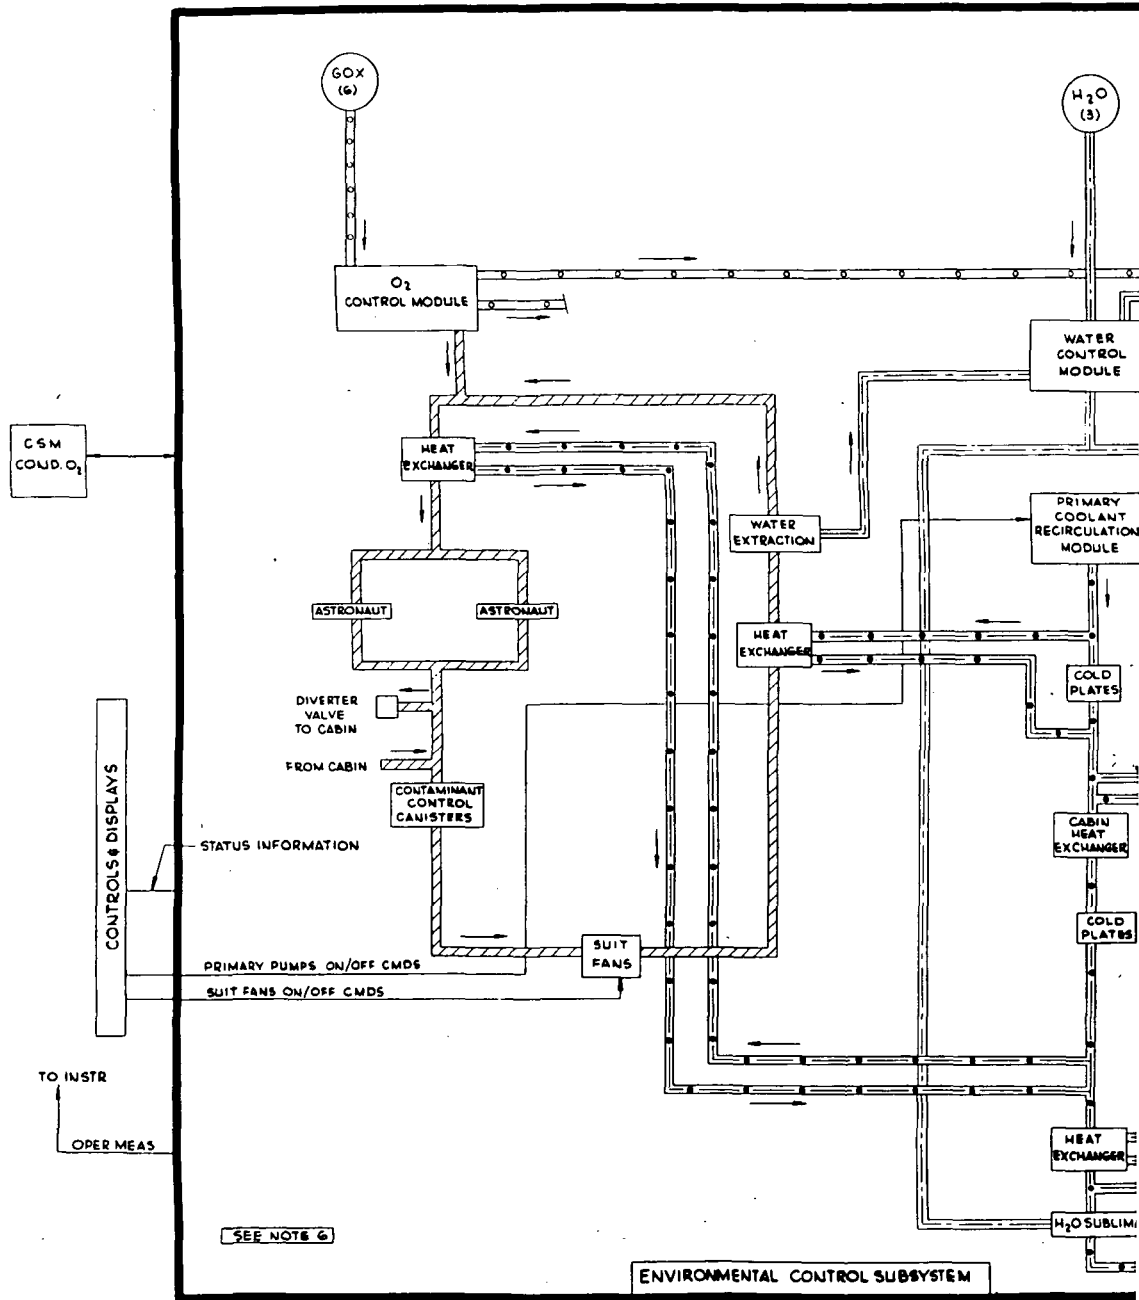 GOX
(6)
H2O
(3)
O2
CONTROL MODULE
WATER
CONTROL
MODULE
CSM
COND. O2
HEAT
EXCHANGER
WATER
EXTRACTION
PRIMARY
COOLANT
RECIRCULATION
MODULE
ASTRONAUT
ASTRONAUT
HEAT
EXCHANGER
COLD
PLATES
DIVERTER
VALVE
TO CABIN
FROM CABIN
CONTAMINANT
CONTROL
CANISTERS
CABIN
HEAT
EXCHANGER
CONTROLS & DISPLAYS
STATUS INFORMATION
COLD
PLATES
SUIT
FANS
PRIMARY PUMPS ON/OFF CMDS
SUIT FANS ON/OFF CMDS
TO INSTR
OPER MEAS
HEAT
EXCHANGER
H2O SUBLIMA
SEE NOTE 6
ENVIRONMENTAL CONTROL SUBSYSTEM